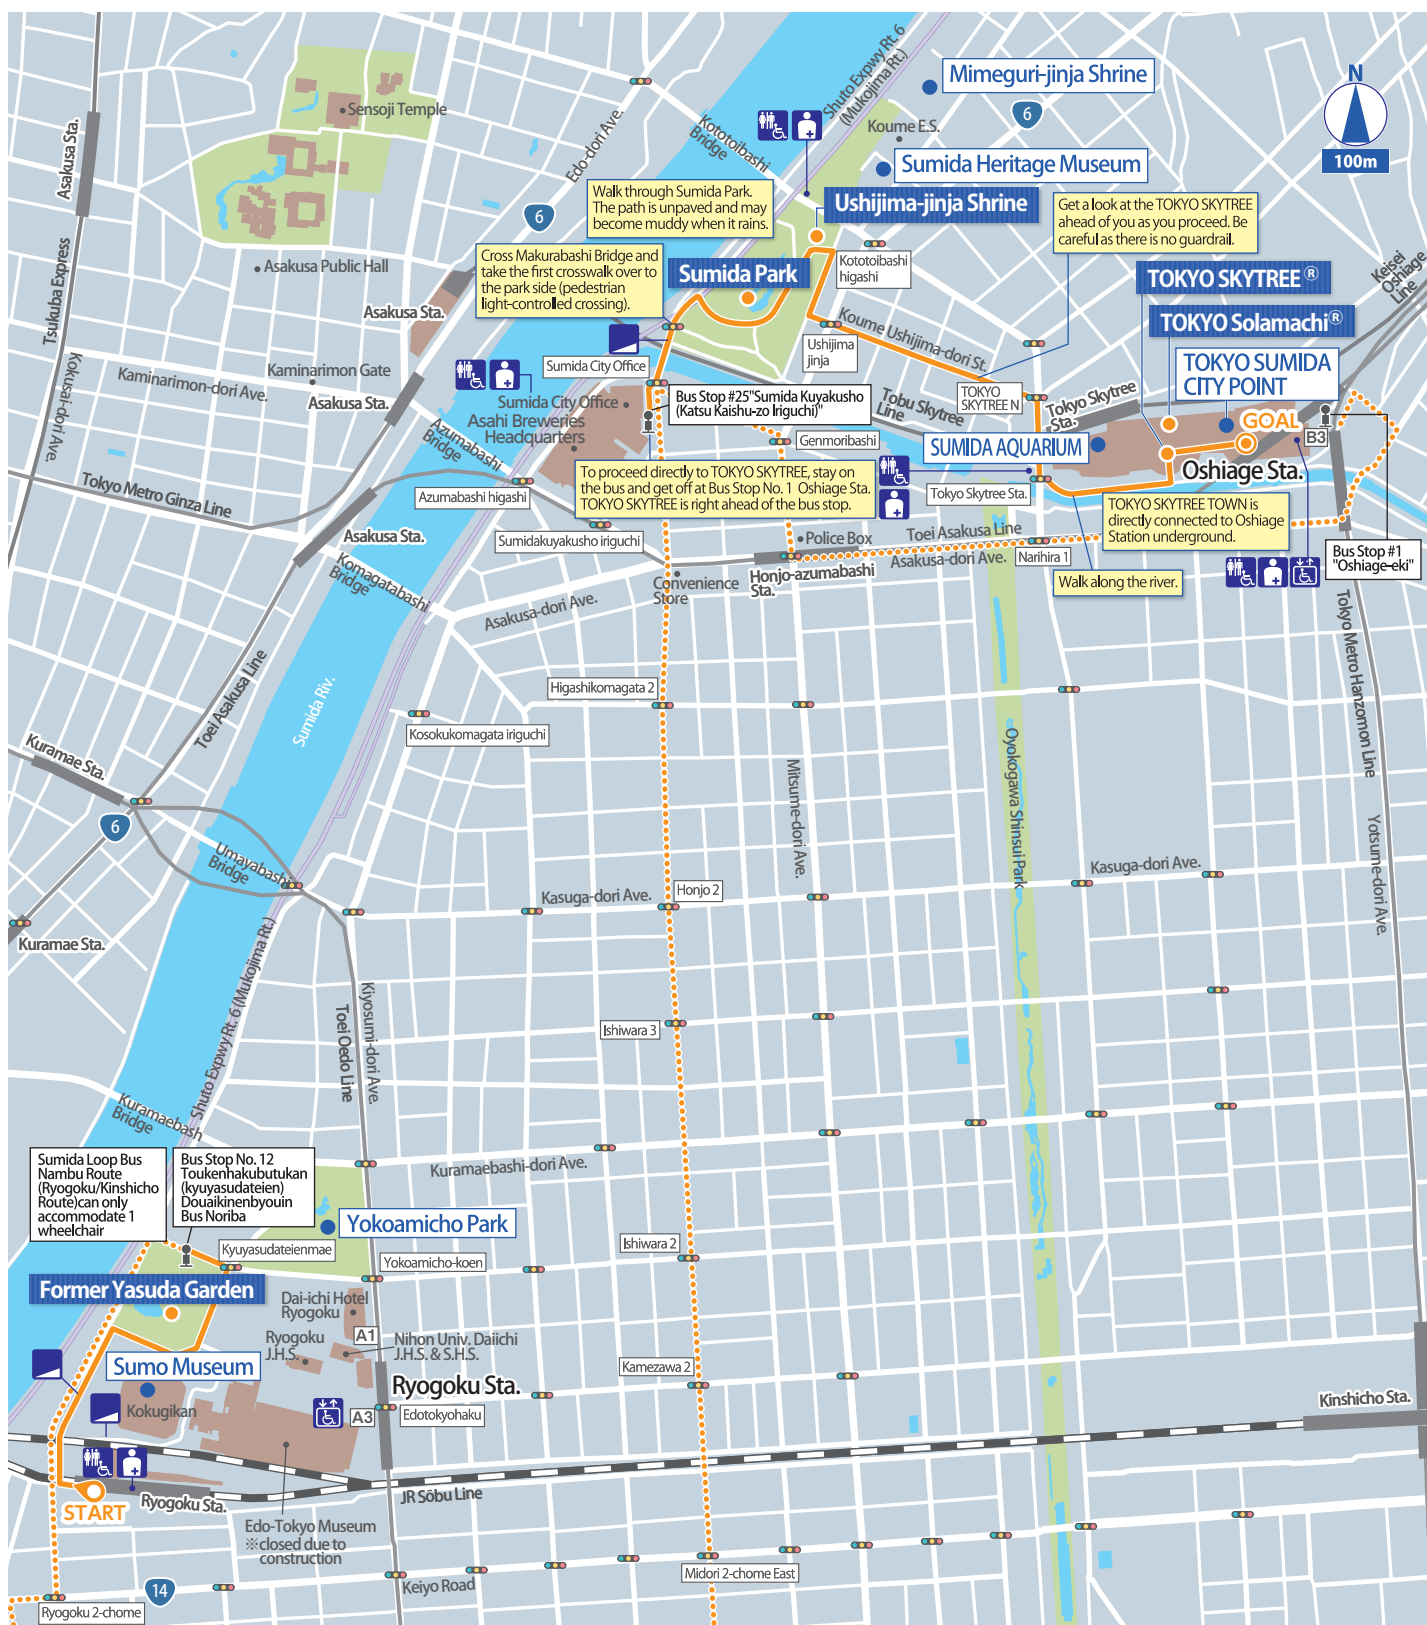 Mimeguri-jinja Shrine
N
100m
6
Shuto Expwy Rt. 6
(Mukojima Rt.)
Koume E.S.
Sensoji Temple
Asakusa Sta.
Edo-dori Ave.
Kototoibashi
Bridge
Sumida Heritage Museum
Walk through Sumida Park.
The path is unpaved and may
become muddy when it rains.
Ushijima-jinja Shrine
Get a look at the TOKYO SKYTREE
ahead of you as you proceed. Be
careful as there is no guardrail.
6
Cross Makurabashi Bridge and
take the first crosswalk over to
the park side (pedestrian
light-controlled crossing).
Sumida Park
Kototoibashi
higashi
TOKYO SKYTREE ®
Keisei
Oshiage
Line
Asakusa Public Hall
Tsukuba Express
Asakusa Sta.
TOKYO Solamachi®
Koume Ushijima-dori St.
Ushijima
jinja
TOKYO SUMIDA
CITY POINT
Kokusai-dori Ave.
Kaminarimon-dori Ave.
Kaminarimon Gate
Sumida City Office
Asakusa Sta.
Sumida City Office
Asahi Breweries
Headquarters
Bus Stop #25"Sumida Kuyakusho
(Katsu Kaishu-zo Iriguchi)"
Tobu Skytree
Line
TOKYO
SKYTREE N
Tokyo Skytree
Sta.
GOAL
B3
Azumabashi
Bridge
Genmoribashi
SUMIDA AQUARIUM
Oshiage Sta.
Tokyo Metro Ginza Line
Azumabashi higashi
To proceed directly to TOKYO SKYTREE, stay on
the bus and get off at Bus Stop No. 1 Oshiage Sta.
TOKYO SKYTREE is right ahead of the bus stop.
Tokyo Skytree Sta.
TOKYO SKYTREE TOWN is
directly connected to Oshiage
Station underground.
Asakusa Sta.
Sumidakuyakusho iriguchi
Police Box
Toei Asakusa Line
Asakusa-dori Ave.
Narihira 1
Bus Stop #1
"Oshiage-eki"
Komagatabashi
Bridge
Convenience
Store
Honjo-azumabashi
Sta.
Walk along the river.
Asakusa-dori Ave.
Tokyo Metro Hanzomon Line
Toei Asakusa Line
Sumida Riv.
Higashikomagata 2
Kosokukomagata iriguchi
Kuramae Sta.
Mitsume-dori Ave.
Oyokogawa Shinsui Park
Yotsume-dori Ave.
6
Umayabashi
Bridge
Kasuga-dori Ave.
Honjo 2
Kasuga-dori Ave.
Kuramae Sta.
Shuto Expwy Rt. 6 (Mukojima Rt.)
Kiyosumi-dori Ave.
Toei Oedo Line
Ishiwara 3
Kuramaebash
Bridge
Kuramaebashi-dori Ave.
Sumida Loop Bus
Nambu Route
(Ryogoku/Kinshicho
Route)can only
accommodate 1
wheelchair
Bus Stop No. 12
Toukenhakubutukan
(kyuyasudateien)
Douaikinenbyouin
Bus Noriba
Yokoamicho Park
Kyuyasudateienmae
Yokoamicho-koen
Ishiwara 2
Former Yasuda Garden
Dai-ichi Hotel
Ryogoku
A1
Ryogoku
J.H.S.
Nihon Univ. Daiichi
J.H.S. & S.H.S.
Sumo Museum
Kokugikan
Ryogoku Sta.
Kamezawa 2
A3
Edotokyohaku
Kinshicho Sta.
START
Ryogoku Sta.
JR Sōbu Line
Edo-Tokyo Museum
※closed due to
construction
Midori 2-chome East
Keiyo Road
14
Ryogoku 2-chome